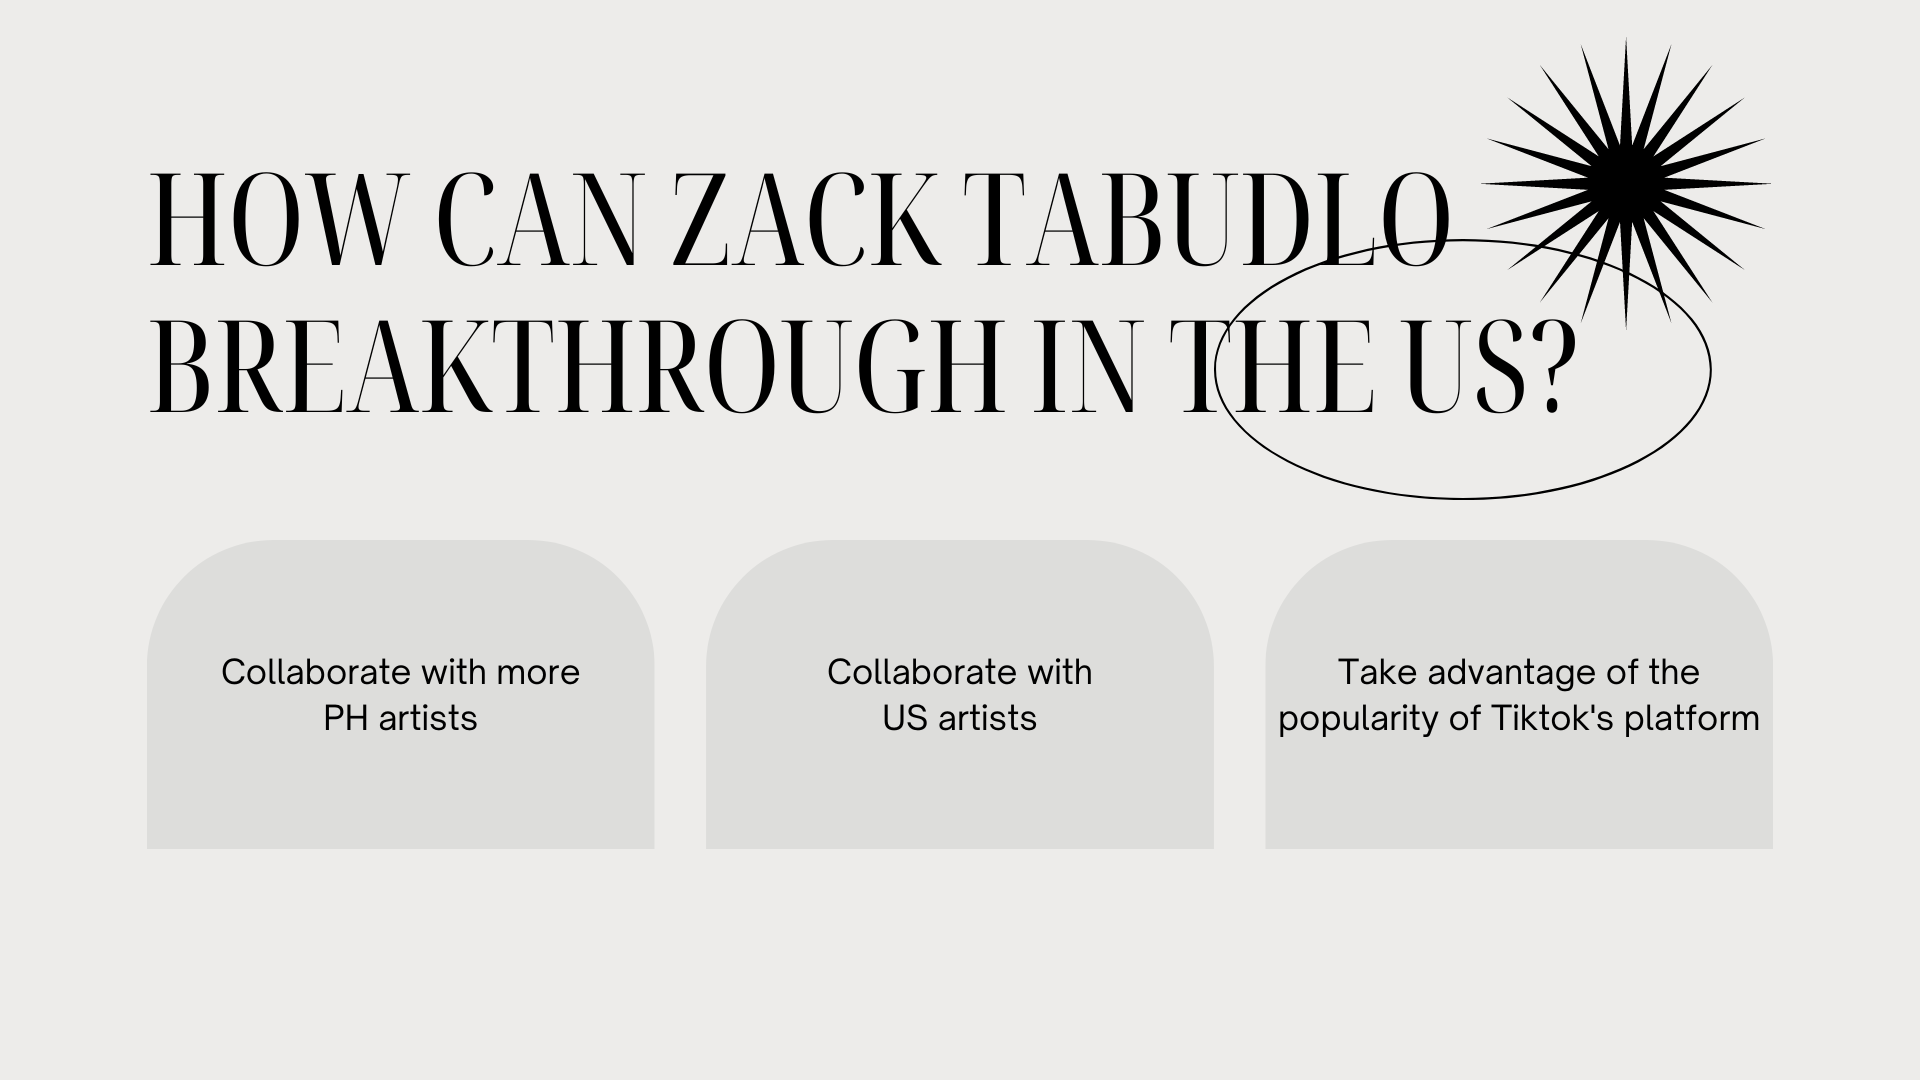 HOW CAN ZACK TABUDLO
BREAKTHROUGH IN THE US?
Collaborate with more
PH artists
Collaborate with
US artists
Take advantage of the
popularity of Tiktok's platform